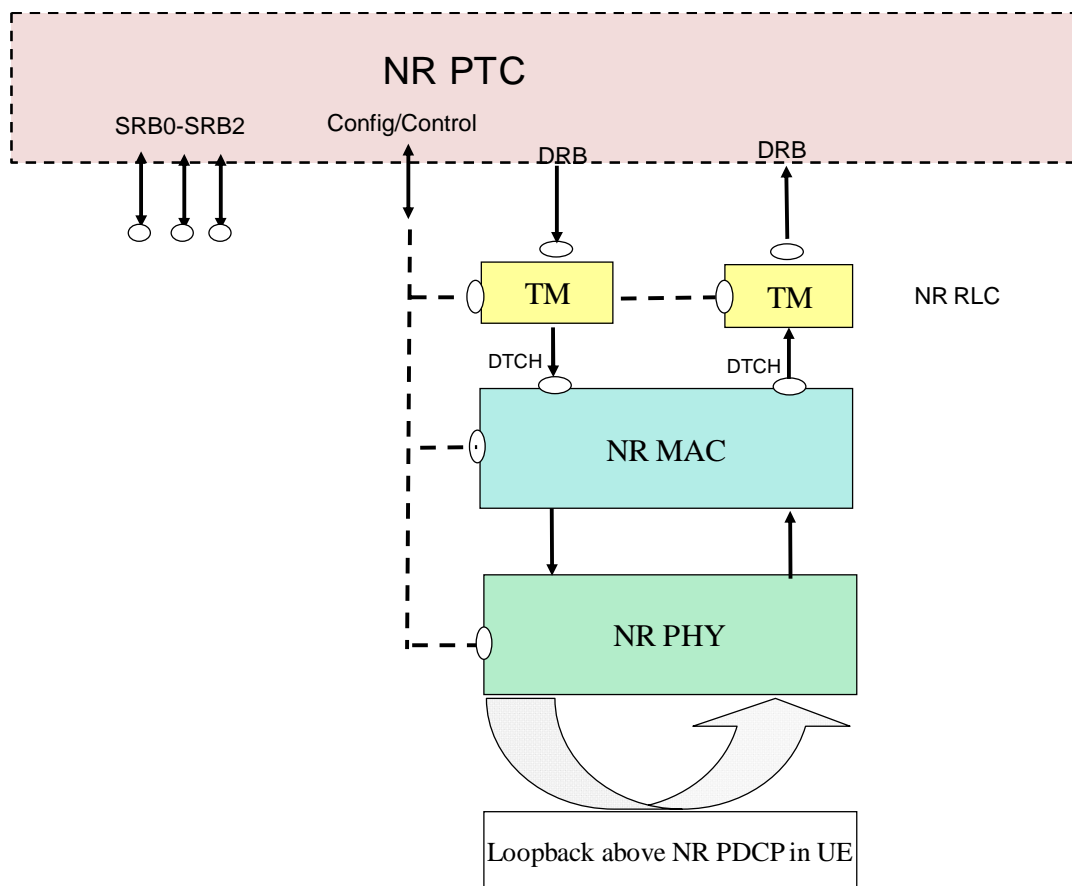 NR PTC
SRB0-SRB2
Config/Control
DRB
DRB
TM
TM
NR RLC
DTCH
DTCH
NR MAC
NR PHY
Loopback above NR PDCP in UE